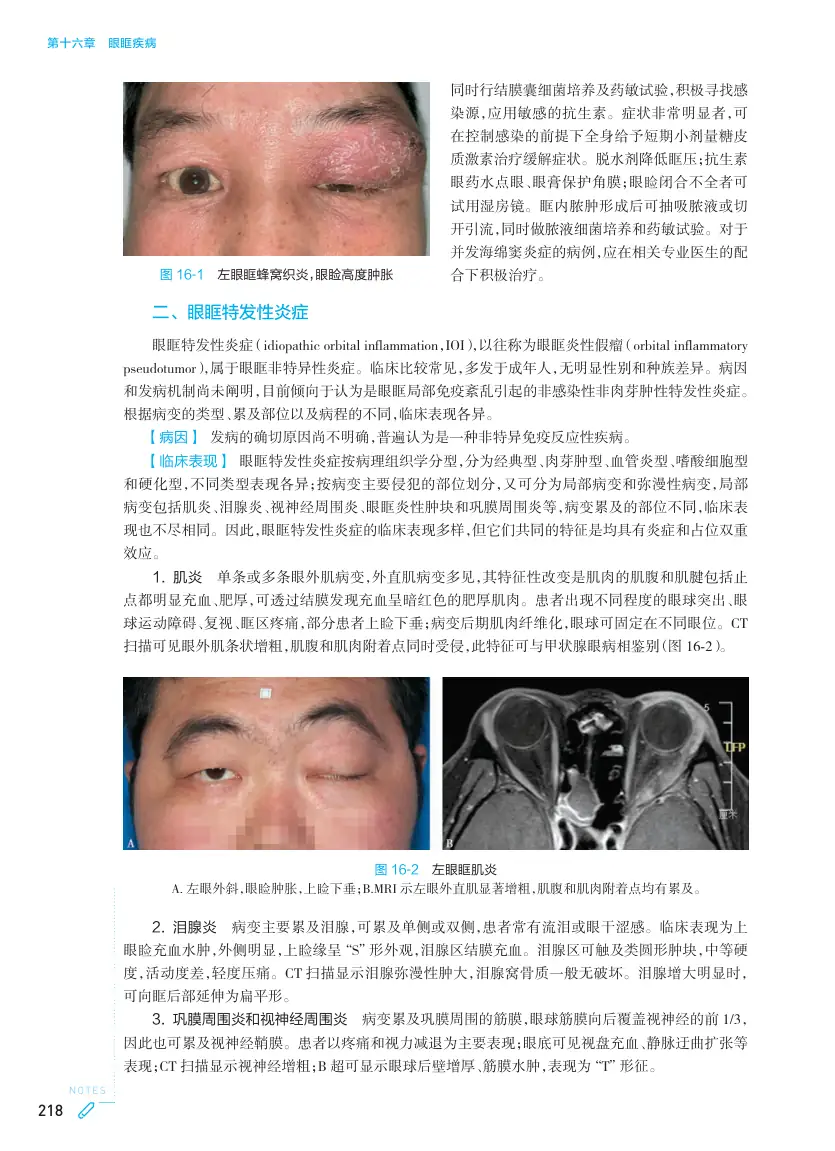 第十六章 眼眶疾病
同时行结膜囊细菌培养及药敏试验,积极寻找感
染源,应用敏感的抗生素。症状非常明显者,可
在控制感染的前提下全身给予短期小剂量糖皮
质激素治疗缓解症状。脱水剂降低眶压;抗生素
眼药水点眼、眼膏保护角膜;眼睑闭合不全者可
试用湿房镜。眶内脓肿形成后可抽吸脓液或切
开引流,同时做脓液细菌培养和药敏试验。对于
并发海绵窦炎症的病例,应在相关专业医生的配
合下积极治疗。
图 16-1 左眼眶蜂窝织炎,眼睑高度肿胀
二、眼眶特发性炎症
眼眶特发性炎症(idiopathic orbital inflammation,IOI),以往称为眼眶炎性假瘤(orbital inflammatory
pseudotumor),属于眼眶非特异性炎症。临床比较常见,多发于成年人,无明显性别和种族差异。病因
和发病机制尚未阐明,目前倾向于认为是眼眶局部免疫紊乱引起的非感染性非肉芽肿性特发性炎症。
根据病变的类型、累及部位以及病程的不同,临床表现各异。
【病因】 发病的确切原因尚不明确,普遍认为是一种非特异免疫反应性疾病。
【临床表现】 眼眶特发性炎症按病理组织学分型,分为经典型、肉芽肿型、血管炎型、嗜酸细胞型
和硬化型,不同类型表现各异;按病变主要侵犯的部位划分,又可分为局部病变和弥漫性病变,局部
病变包括肌炎、泪腺炎、视神经周围炎、眼眶炎性肿块和巩膜周围炎等,病变累及的部位不同,临床表
现也不尽相同。因此,眼眶特发性炎症的临床表现多样,但它们共同的特征是均具有炎症和占位双重
效应。
1. 肌炎 单条或多条眼外肌病变,外直肌病变多见,其特征性改变是肌肉的肌腹和肌腱包括止
点都明显充血、肥厚,可透过结膜发现充血呈暗红色的肥厚肌肉。患者出现不同程度的眼球突出、眼
球运动障碍、复视、眶区疼痛,部分患者上睑下垂;病变后期肌肉纤维化,眼球可固定在不同眼位。CT
扫描可见眼外肌条状增粗,肌腹和肌肉附着点同时受侵,此特征可与甲状腺眼病相鉴别(图 16-2)。
A
B
5
TFP
厘米
图 16-2 左眼眶肌炎
A. 左眼外斜,眼睑肿胀,上睑下垂;B.MRI 示左眼外直肌显著增粗,肌腹和肌肉附着点均有累及。
2. 泪腺炎 病变主要累及泪腺,可累及单侧或双侧,患者常有流泪或眼干涩感。临床表现为上
眼睑充血水肿,外侧明显,上睑缘呈“S”形外观,泪腺区结膜充血。泪腺区可触及类圆形肿块,中等硬
度,活动度差,轻度压痛。CT 扫描显示泪腺弥漫性肿大,泪腺窝骨质一般无破坏。泪腺增大明显时,
可向眶后部延伸为扁平形。
3. 巩膜周围炎和视神经周围炎 病变累及巩膜周围的筋膜,眼球筋膜向后覆盖视神经的前 1/3,
因此也可累及视神经鞘膜。患者以疼痛和视力减退为主要表现;眼底可见视盘充血、静脉迂曲扩张等
表现;CT 扫描显示视神经增粗;B 超可显示眼球后壁增厚、筋膜水肿,表现为“T”形征。
NOTES
218